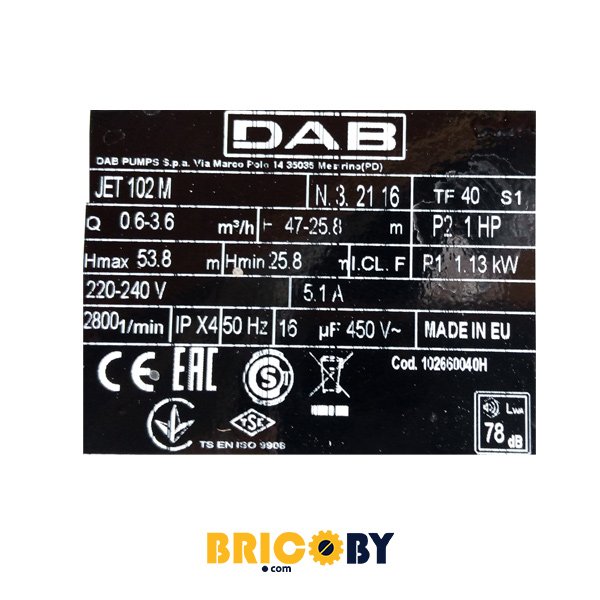 DAB
DAB PUMPS S.p.a. Via Marco Polo 14 35035 Mestrino(PD)
JET 102 M N. 3. 21 16 TF 40 S1
Q 0.6-3.6 m³/h H 47-25.8 m P2 1 HP
Hmax 53.8 m Hmin 25.8 m I.CL. F P1 1.13 kW
220-240 V 5.1 A
2800 1/min IP X4 50 Hz 16 µF 450 V~ MADE IN EU
Cod. 102660040H
CE EAC S
TSE
TS EN ISO 9908
LWA
78 dB
BRICOBY
.com